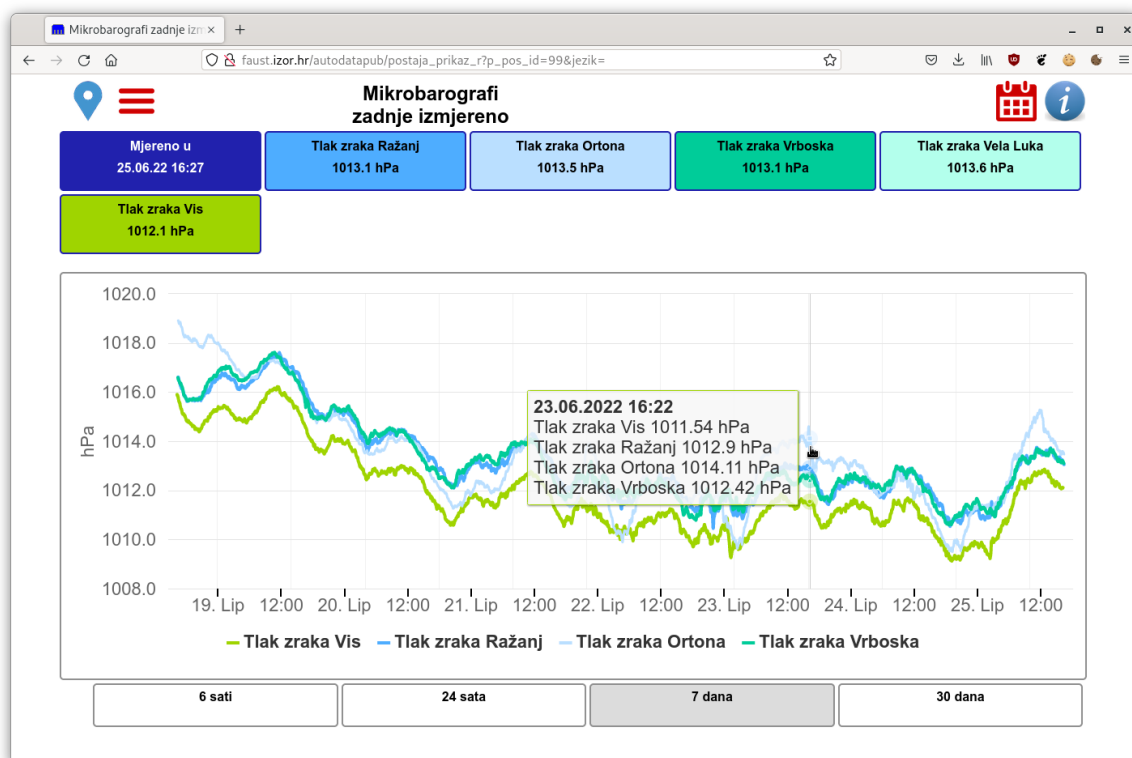 Mikrobarografi zadnje izm
faust.izor.hr/autodatapub/postaja_prikaz_r?p_pos_id=99&jezik=
Mikrobarografi
zadnje izmjereno
Mjereno u
25.06.22 16:27
Tlak zraka Ražanj
1013.1 hPa
Tlak zraka Ortona
1013.5 hPa
Tlak zraka Vrboska
1013.1 hPa
Tlak zraka Vela Luka
1013.6 hPa
Tlak zraka Vis
1012.1 hPa
hPa
1020.0
1018.0
1016.0
1014.0
1012.0
1010.0
1008.0
23.06.2022 16:22
Tlak zraka Vis 1011.54 hPa
Tlak zraka Ražanj 1012.9 hPa
Tlak zraka Ortona 1014.11 hPa
Tlak zraka Vrboska 1012.42 hPa
19. Lip 12:00 20. Lip 12:00 21. Lip 12:00 22. Lip 12:00 23. Lip 12:00 24. Lip 12:00 25. Lip 12:00
Tlak zraka Vis Tlak zraka Ražanj Tlak zraka Ortona Tlak zraka Vrboska
6 sati 24 sata 7 dana 30 dana